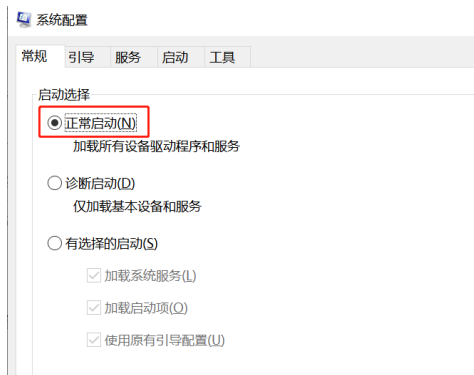 系统配置
常规 引导 服务 启动 工具
启动选择
正常启动(N)
加载所有设备驱动程序和服务
诊断启动(D)
仅加载基本设备和服务
有选择的启动(S)
加载系统服务(L)
加载启动项(O)
使用原有引导配置(U)